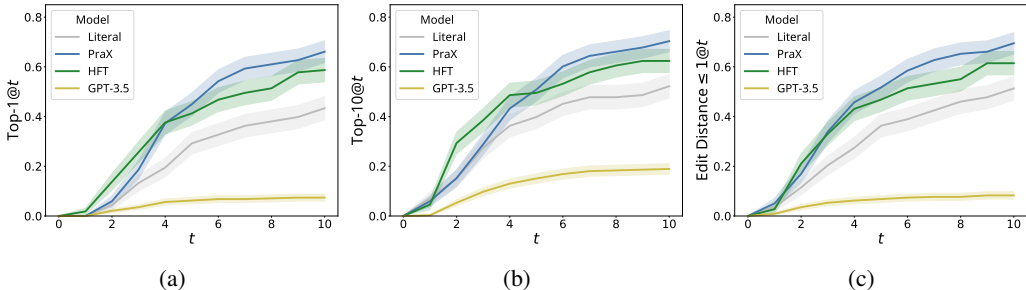 Top-1@t
0.8
0.6
0.4
0.2
0.0
Model
Literal
PraX
HFT
GPT-3.5
0 2 4 6 8 10
t
(a)
Top-10@t
0.8
0.6
0.4
0.2
0.0
Model
Literal
PraX
HFT
GPT-3.5
0 2 4 6 8 10
t
(b)
Edit Distance ≤ 1@t
0.8
0.6
0.4
0.2
0.0
Model
Literal
PraX
HFT
GPT-3.5
0 2 4 6 8 10
t
(c)